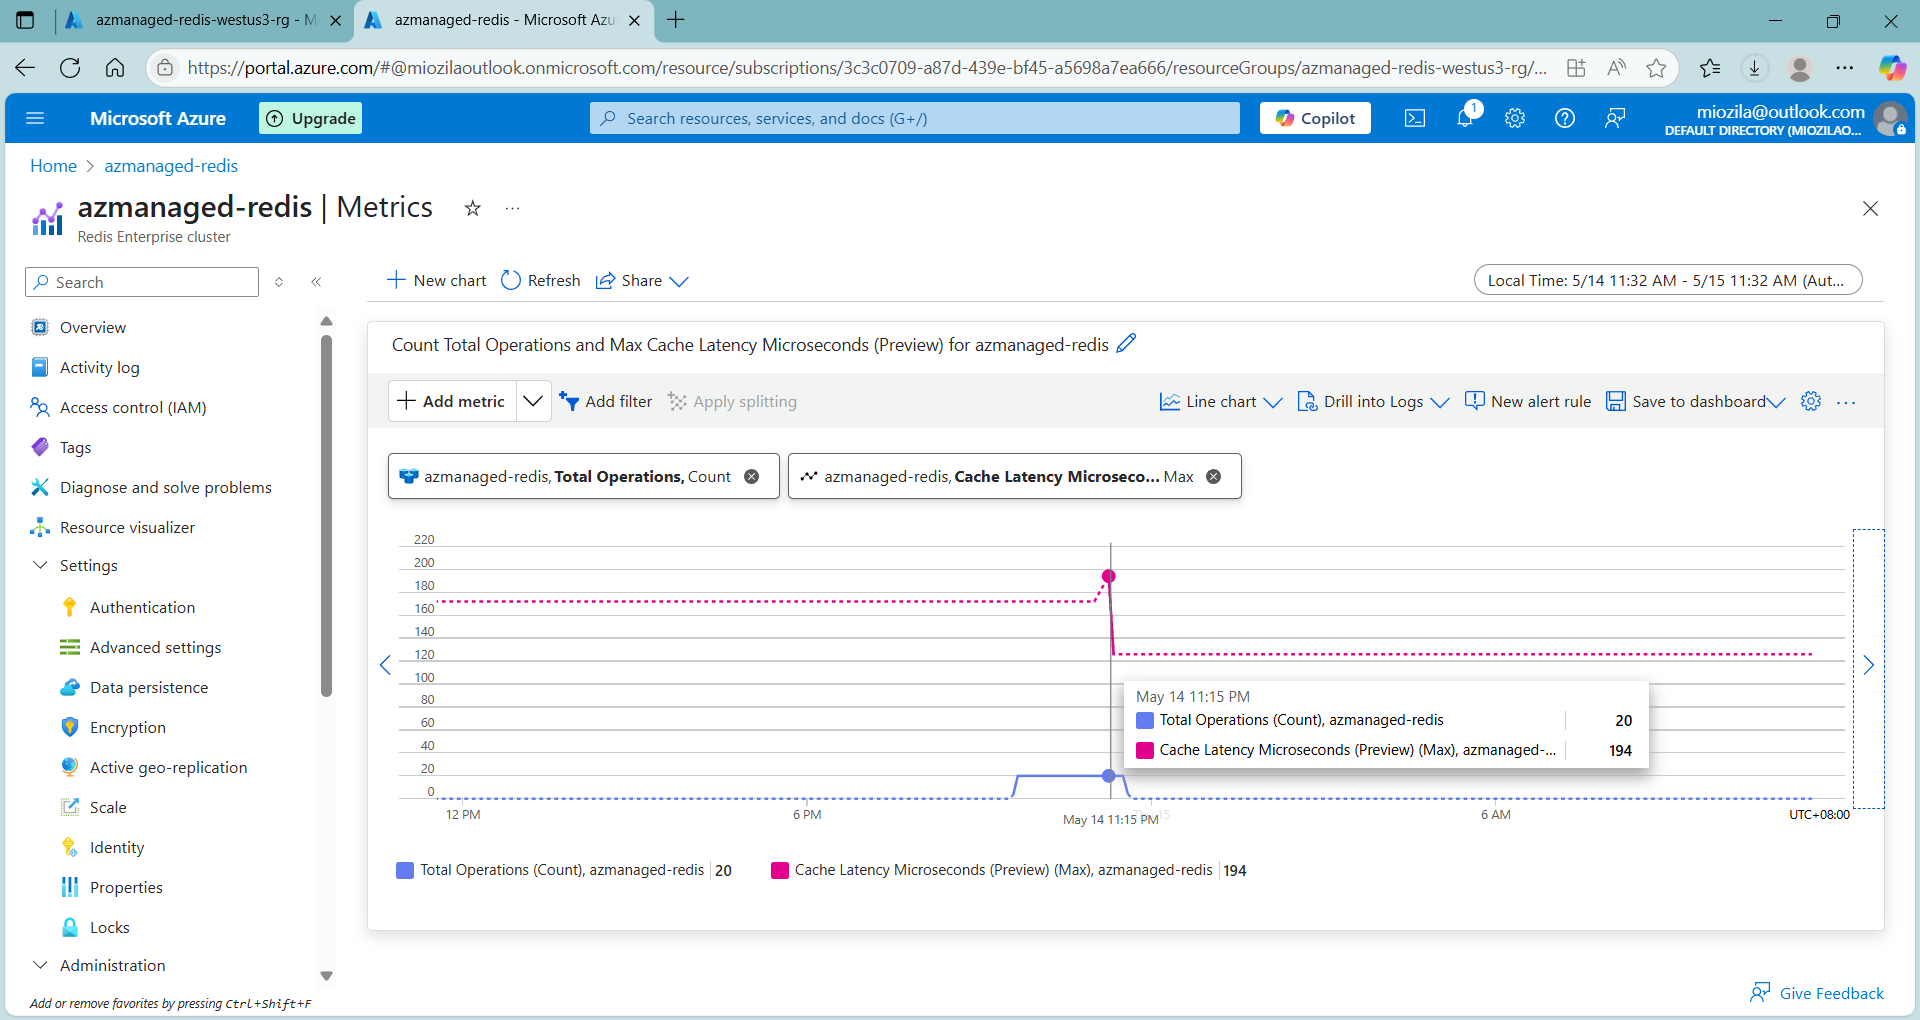 azmanaged-redis-westus3-rg - M
azmanaged-redis - Microsoft Azu
https://portal.azure.com/#@miozilaoutlook.onmicrosoft.com/resource/subscriptions/3c3c0709-a87d-439e-bf45-a5698a7ea666/resourceGroups/azmanaged-redis-westus3-rg/...
Microsoft Azure
Upgrade
Search resources, services, and docs (G+/)
Copilot
1
miozila@outlook.com
DEFAULT DIRECTORY (MIOZILAO...
Home > azmanaged-redis
azmanaged-redis | Metrics
Redis Enterprise cluster
Search
Overview
Activity log
Access control (IAM)
Tags
Diagnose and solve problems
Resource visualizer
Settings
Authentication
Advanced settings
Data persistence
Encryption
Active geo-replication
Scale
Identity
Properties
Locks
Administration
Add or remove favorites by pressing Ctrl+Shift+F
New chart
Refresh
Share
Local Time: 5/14 11:32 AM - 5/15 11:32 AM (Aut...
Count Total Operations and Max Cache Latency Microseconds (Preview) for azmanaged-redis
Add metric
Add filter
Apply splitting
Line chart
Drill into Logs
New alert rule
Save to dashboard
azmanaged-redis, Total Operations, Count
azmanaged-redis, Cache Latency Microseco... Max
220
200
180
160
140
120
100
80
60
40
20
0
May 14 11:15 PM
Total Operations (Count), azmanaged-redis 20
Cache Latency Microseconds (Preview) (Max), azmanaged-... 194
12 PM
6 PM
May 14 11:15 PM
6 AM
UTC+08:00
Total Operations (Count), azmanaged-redis 20
Cache Latency Microseconds (Preview) (Max), azmanaged-redis 194
Give Feedback